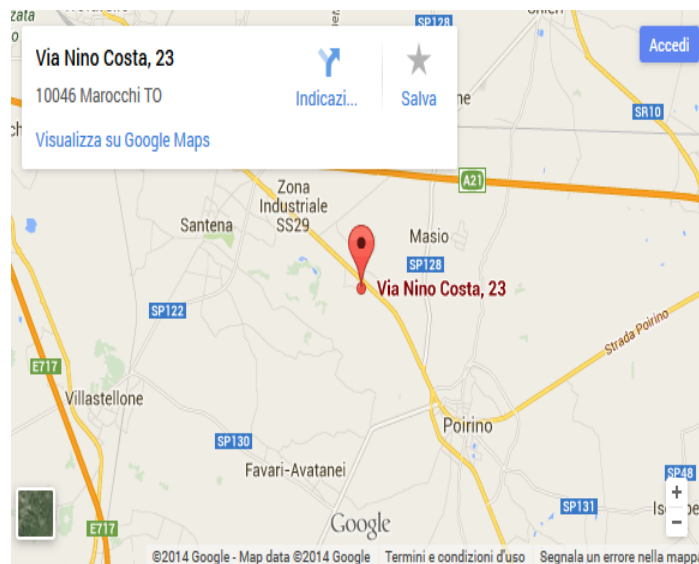 SP128
Accedi
Via Nino Costa, 23
10046 Marocchi TO
Indicazi...
Salva
Visualizza su Google Maps
SR10
A21
Zona
Industriale
SS29
Santena
Masio
SP128
Via Nino Costa, 23
SP122
Strada Poirino
E717
Villastellone
Poirino
SP130
Favari-Avatanei
SP48
+
SP131
−
Google
E717
©2014 Google - Map data ©2014 Google
Termini e condizioni d'uso
Segnala un errore nella mappa